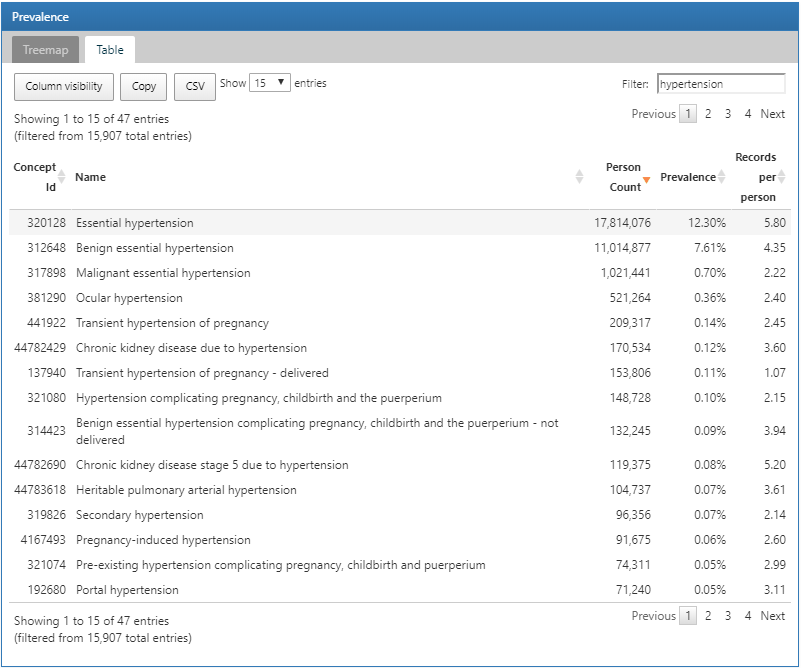 Prevalence
Treemap Table
Column visibility Copy CSV Show 15 entries Filter: hypertension
Showing 1 to 15 of 47 entries
(filtered from 15,907 total entries)
Previous 1 2 3 4 Next
Concept Id Name Person Count Prevalence Records per person
320128 Essential hypertension 17,814,076 12.30% 5.80
312648 Benign essential hypertension 11,014,877 7.61% 4.35
317898 Malignant essential hypertension 1,021,441 0.70% 2.22
381290 Ocular hypertension 521,264 0.36% 2.40
441922 Transient hypertension of pregnancy 209,317 0.14% 2.45
44782429 Chronic kidney disease due to hypertension 170,534 0.12% 3.60
137940 Transient hypertension of pregnancy - delivered 153,806 0.11% 1.07
321080 Hypertension complicating pregnancy, childbirth and the puerperium 148,728 0.10% 2.15
314423 Benign essential hypertension complicating pregnancy, childbirth and the puerperium - not
delivered 132,245 0.09% 3.94
44782690 Chronic kidney disease stage 5 due to hypertension 119,375 0.08% 5.20
44783618 Heritable pulmonary arterial hypertension 104,737 0.07% 3.61
319826 Secondary hypertension 96,356 0.07% 2.14
4167493 Pregnancy-induced hypertension 91,675 0.06% 2.60
321074 Pre-existing hypertension complicating pregnancy, childbirth and puerperium 74,311 0.05% 2.99
192680 Portal hypertension 71,240 0.05% 3.11
Showing 1 to 15 of 47 entries
(filtered from 15,907 total entries)
Previous 1 2 3 4 Next